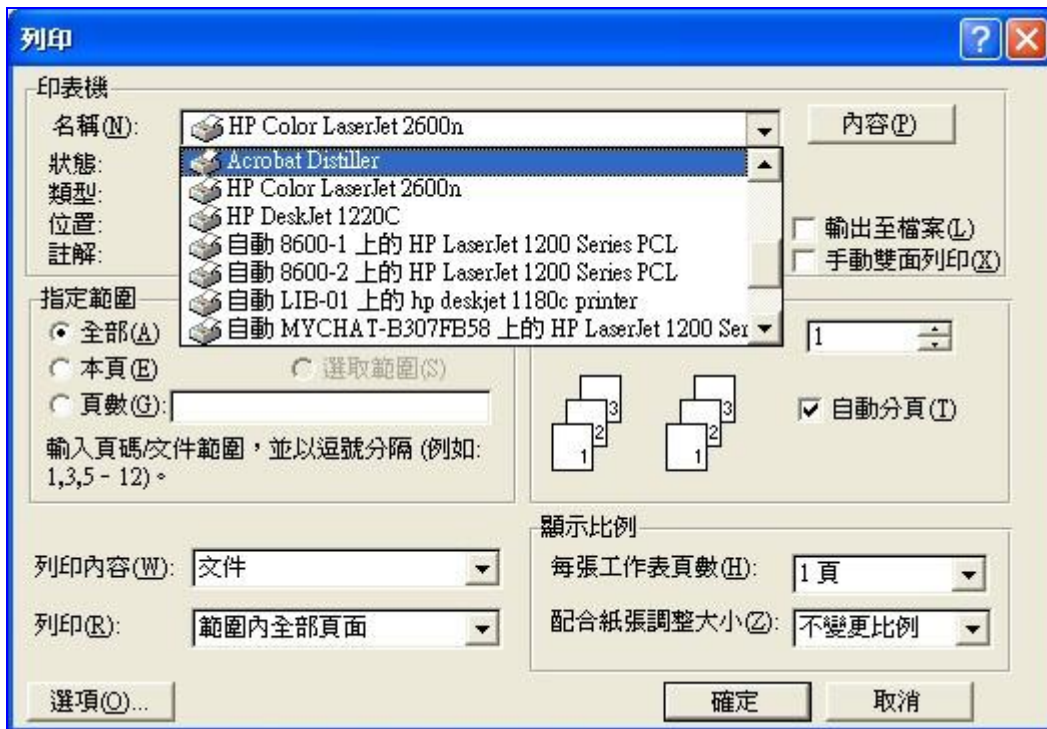 列印
印表機
名稱(N):
HP Color LaserJet 2600n
內容(P)
狀態:
類型:
位置:
註解:
Acrobat Distiller
HP Color LaserJet 2600n
HP DeskJet 1220C
自動 8600-1 上的 HP LaserJet 1200 Series PCL
自動 8600-2 上的 HP LaserJet 1200 Series PCL
自動 LIB-01 上的 hp deskjet 1180c printer
自動 MYCHAT-B307FB58 上的 HP LaserJet 1200 Ser
輸出至檔案(L)
手動雙面列印(X)
指定範圍
全部(A)
本頁(E)
選取範圍(S)
頁數(G):
輸入頁碼/文件範圍，並以逗號分隔 (例如:
1,3,5 - 12)。
1
3
2
1
3
2
1
自動分頁(T)
列印內容(W):
文件
列印(R):
範圍內全部頁面
顯示比例
每張工作表頁數(H):
1 頁
配合紙張調整大小(Z):
不變更比例
選項(O)...
確定
取消